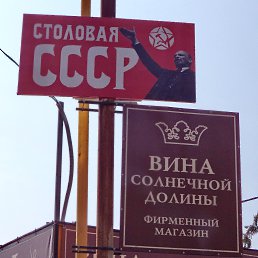 СТОЛОВАЯ
СССР
ВИНА
СОЛНЕЧНОЙ
ДОЛИНЫ
ФИРМЕННЫЙ
МАГАЗИН